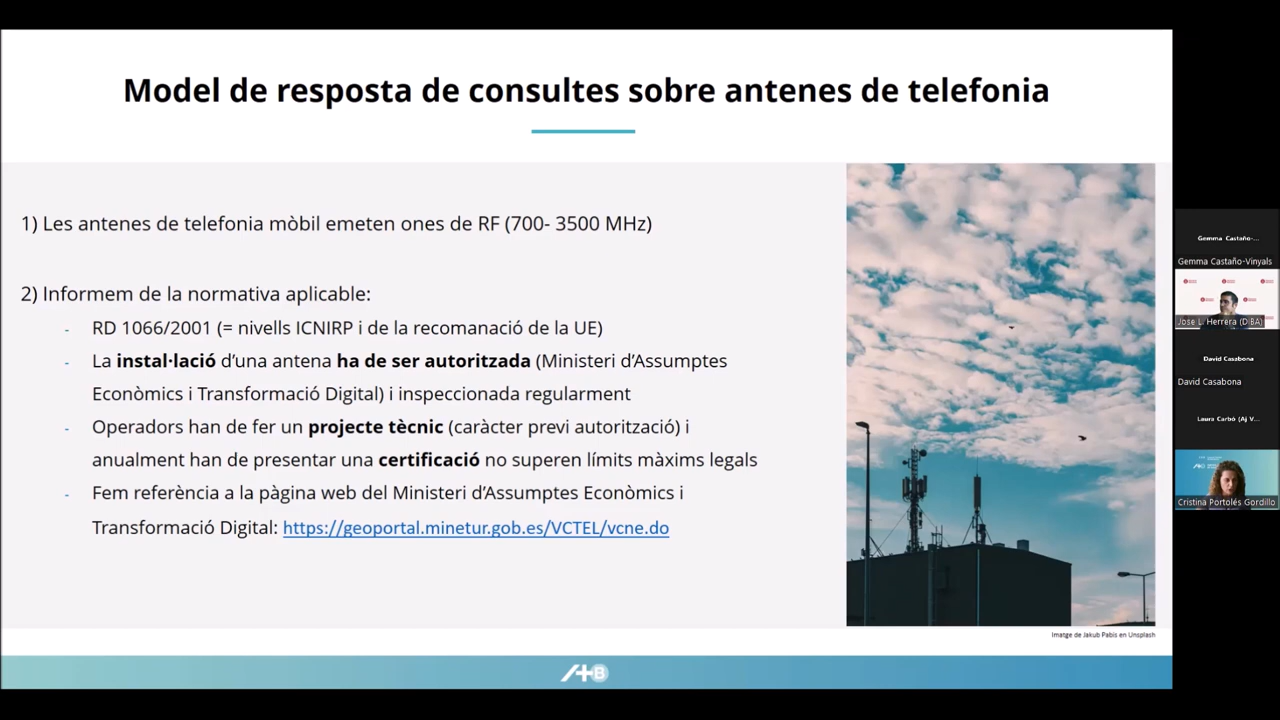 Model de resposta de consultes sobre antenes de telefonia
1) Les antenes de telefonia mòbil emeten ones de RF (700- 3500 MHz)
2) Informem de la normativa aplicable:
- RD 1066/2001 (= nivells ICNIRP i de la recomanació de la UE)
- La instal·lació d'una antena ha de ser autoritzada (Ministeri d'Assumptes
Econòmics i Transformació Digital) i inspeccionada regularment
- Operadors han de fer un projecte tècnic (caràcter previ autorització) i
anualment han de presentar una certificació no superen límits màxims legals
- Fem referència a la pàgina web del Ministeri d'Assumptes Econòmics i
Transformació Digital: https://geoportal.minetur.gob.es/VCTEL/vcne.do
Imatge de Jakub Pabis en Unsplash
A+B
Gemma Castaño-...
Gemma Castaño-Vinyals
Jose L. Herrera (DiBA)
David Casabona
David Casabona
Laura Carbó (Aj V...
Cristina Portolés Gordillo